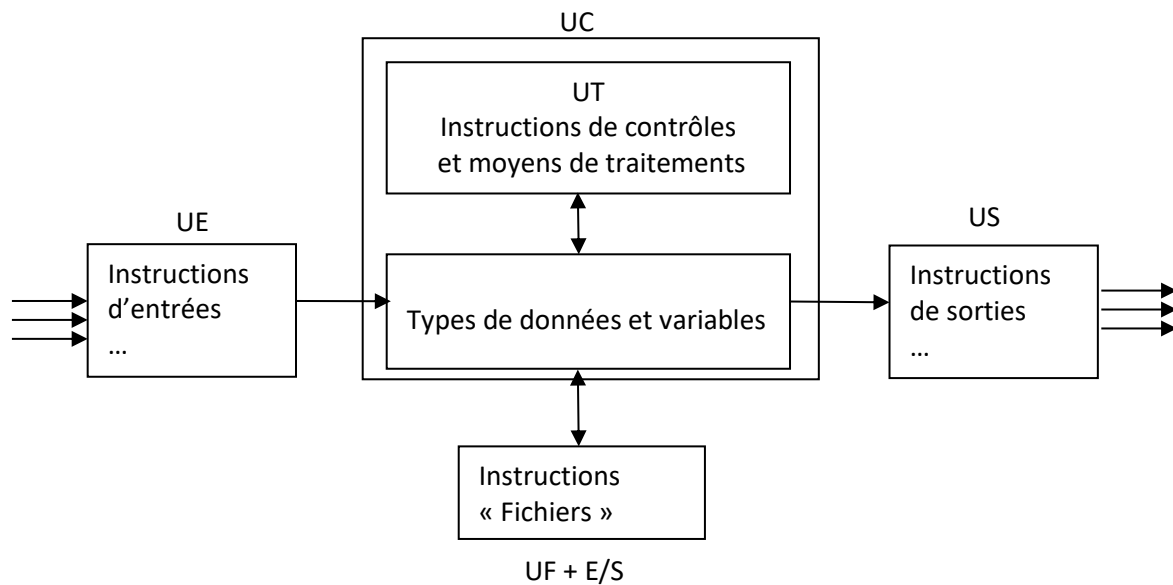 UC
UT
Instructions de contrôles
et moyens de traitements
UE
Instructions
d’entrées
...
Types de données et variables
US
Instructions
de sorties
...
Instructions
« Fichiers »
UF + E/S